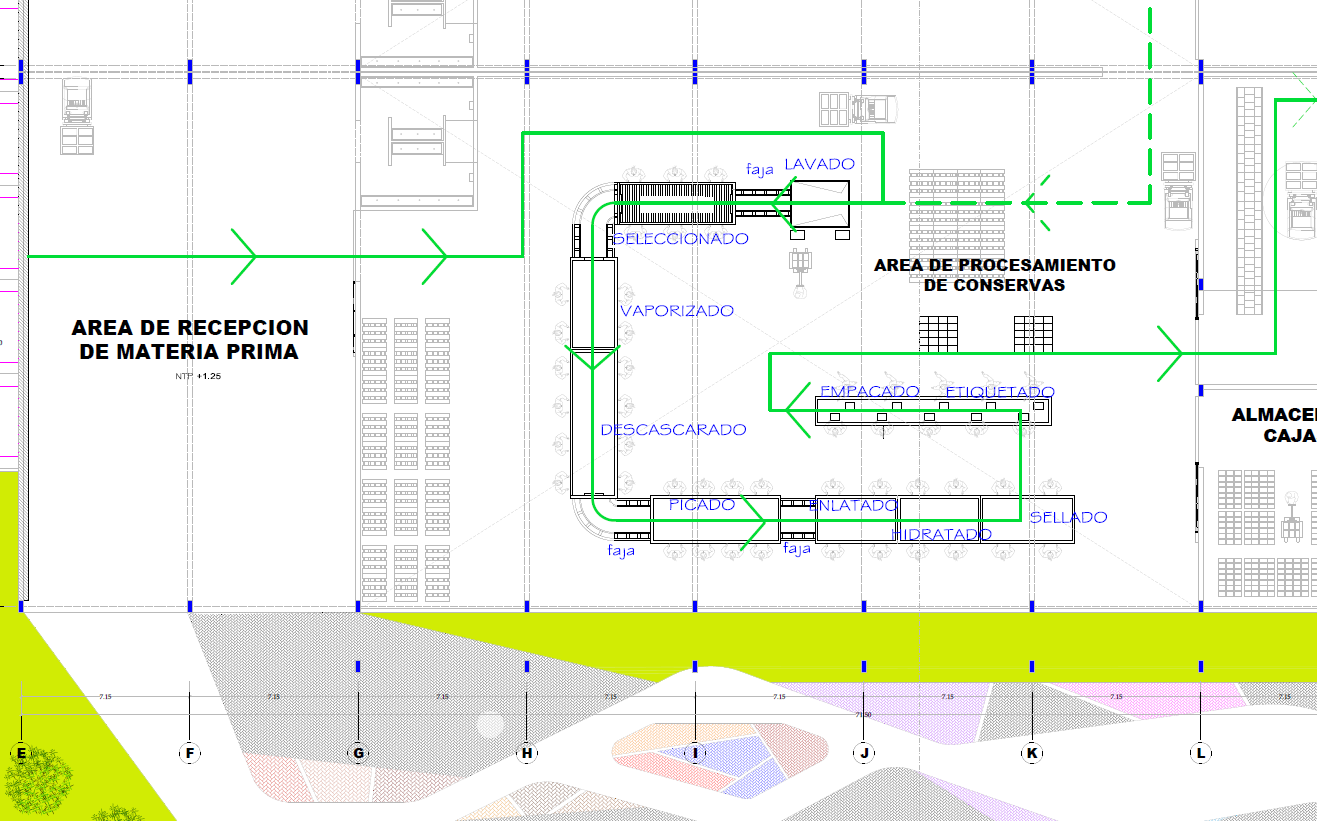 faja
LAVADO
SELECCIONADO
AREA DE PROCESAMIENTO
DE CONSERVAS
VAPORIZADO
AREA DE RECEPCION
DE MATERIA PRIMA
NTP +1.25
EMPACADO
ETIQUETADO
DESCASCARADO
PICADO
ENLATADO
HIDRATADO
SELLADO
faja
faja
7.15
7.15
7.15
7.15
7.15
7.15
7.15
7.15
71.50
E
F
G
H
I
J
K
L